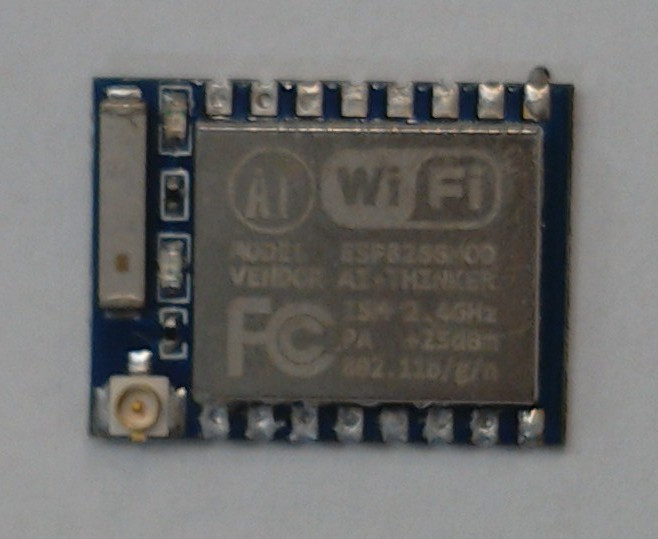 AI WiFi
MODEL ESP8266MOD
VENDOR AI-THINKER
FC ISM 2.4GHz
PA +25dBm
802.11b/g/n